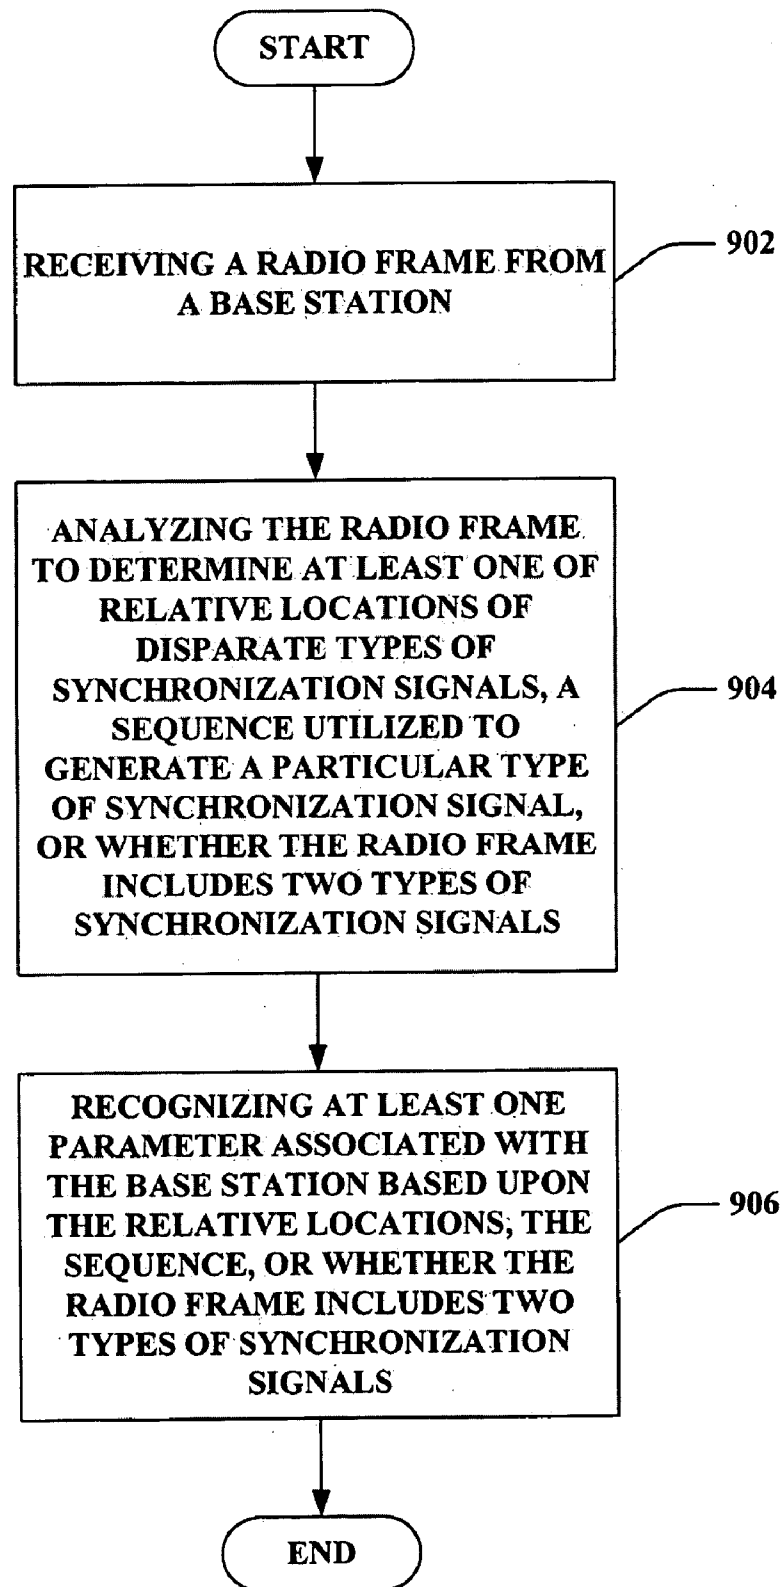 START
RECEIVING A RADIO FRAME FROM
A BASE STATION
902
ANALYZING THE RADIO FRAME
TO DETERMINE AT LEAST ONE OF
RELATIVE LOCATIONS OF
DISPARATE TYPES OF
SYNCHRONIZATION SIGNALS, A
SEQUENCE UTILIZED TO
GENERATE A PARTICULAR TYPE
OF SYNCHRONIZATION SIGNAL,
OR WHETHER THE RADIO FRAME
INCLUDES TWO TYPES OF
SYNCHRONIZATION SIGNALS
904
RECOGNIZING AT LEAST ONE
PARAMETER ASSOCIATED WITH
THE BASE STATION BASED UPON
THE RELATIVE LOCATIONS, THE
SEQUENCE, OR WHETHER THE
RADIO FRAME INCLUDES TWO
TYPES OF SYNCHRONIZATION
SIGNALS
906
END